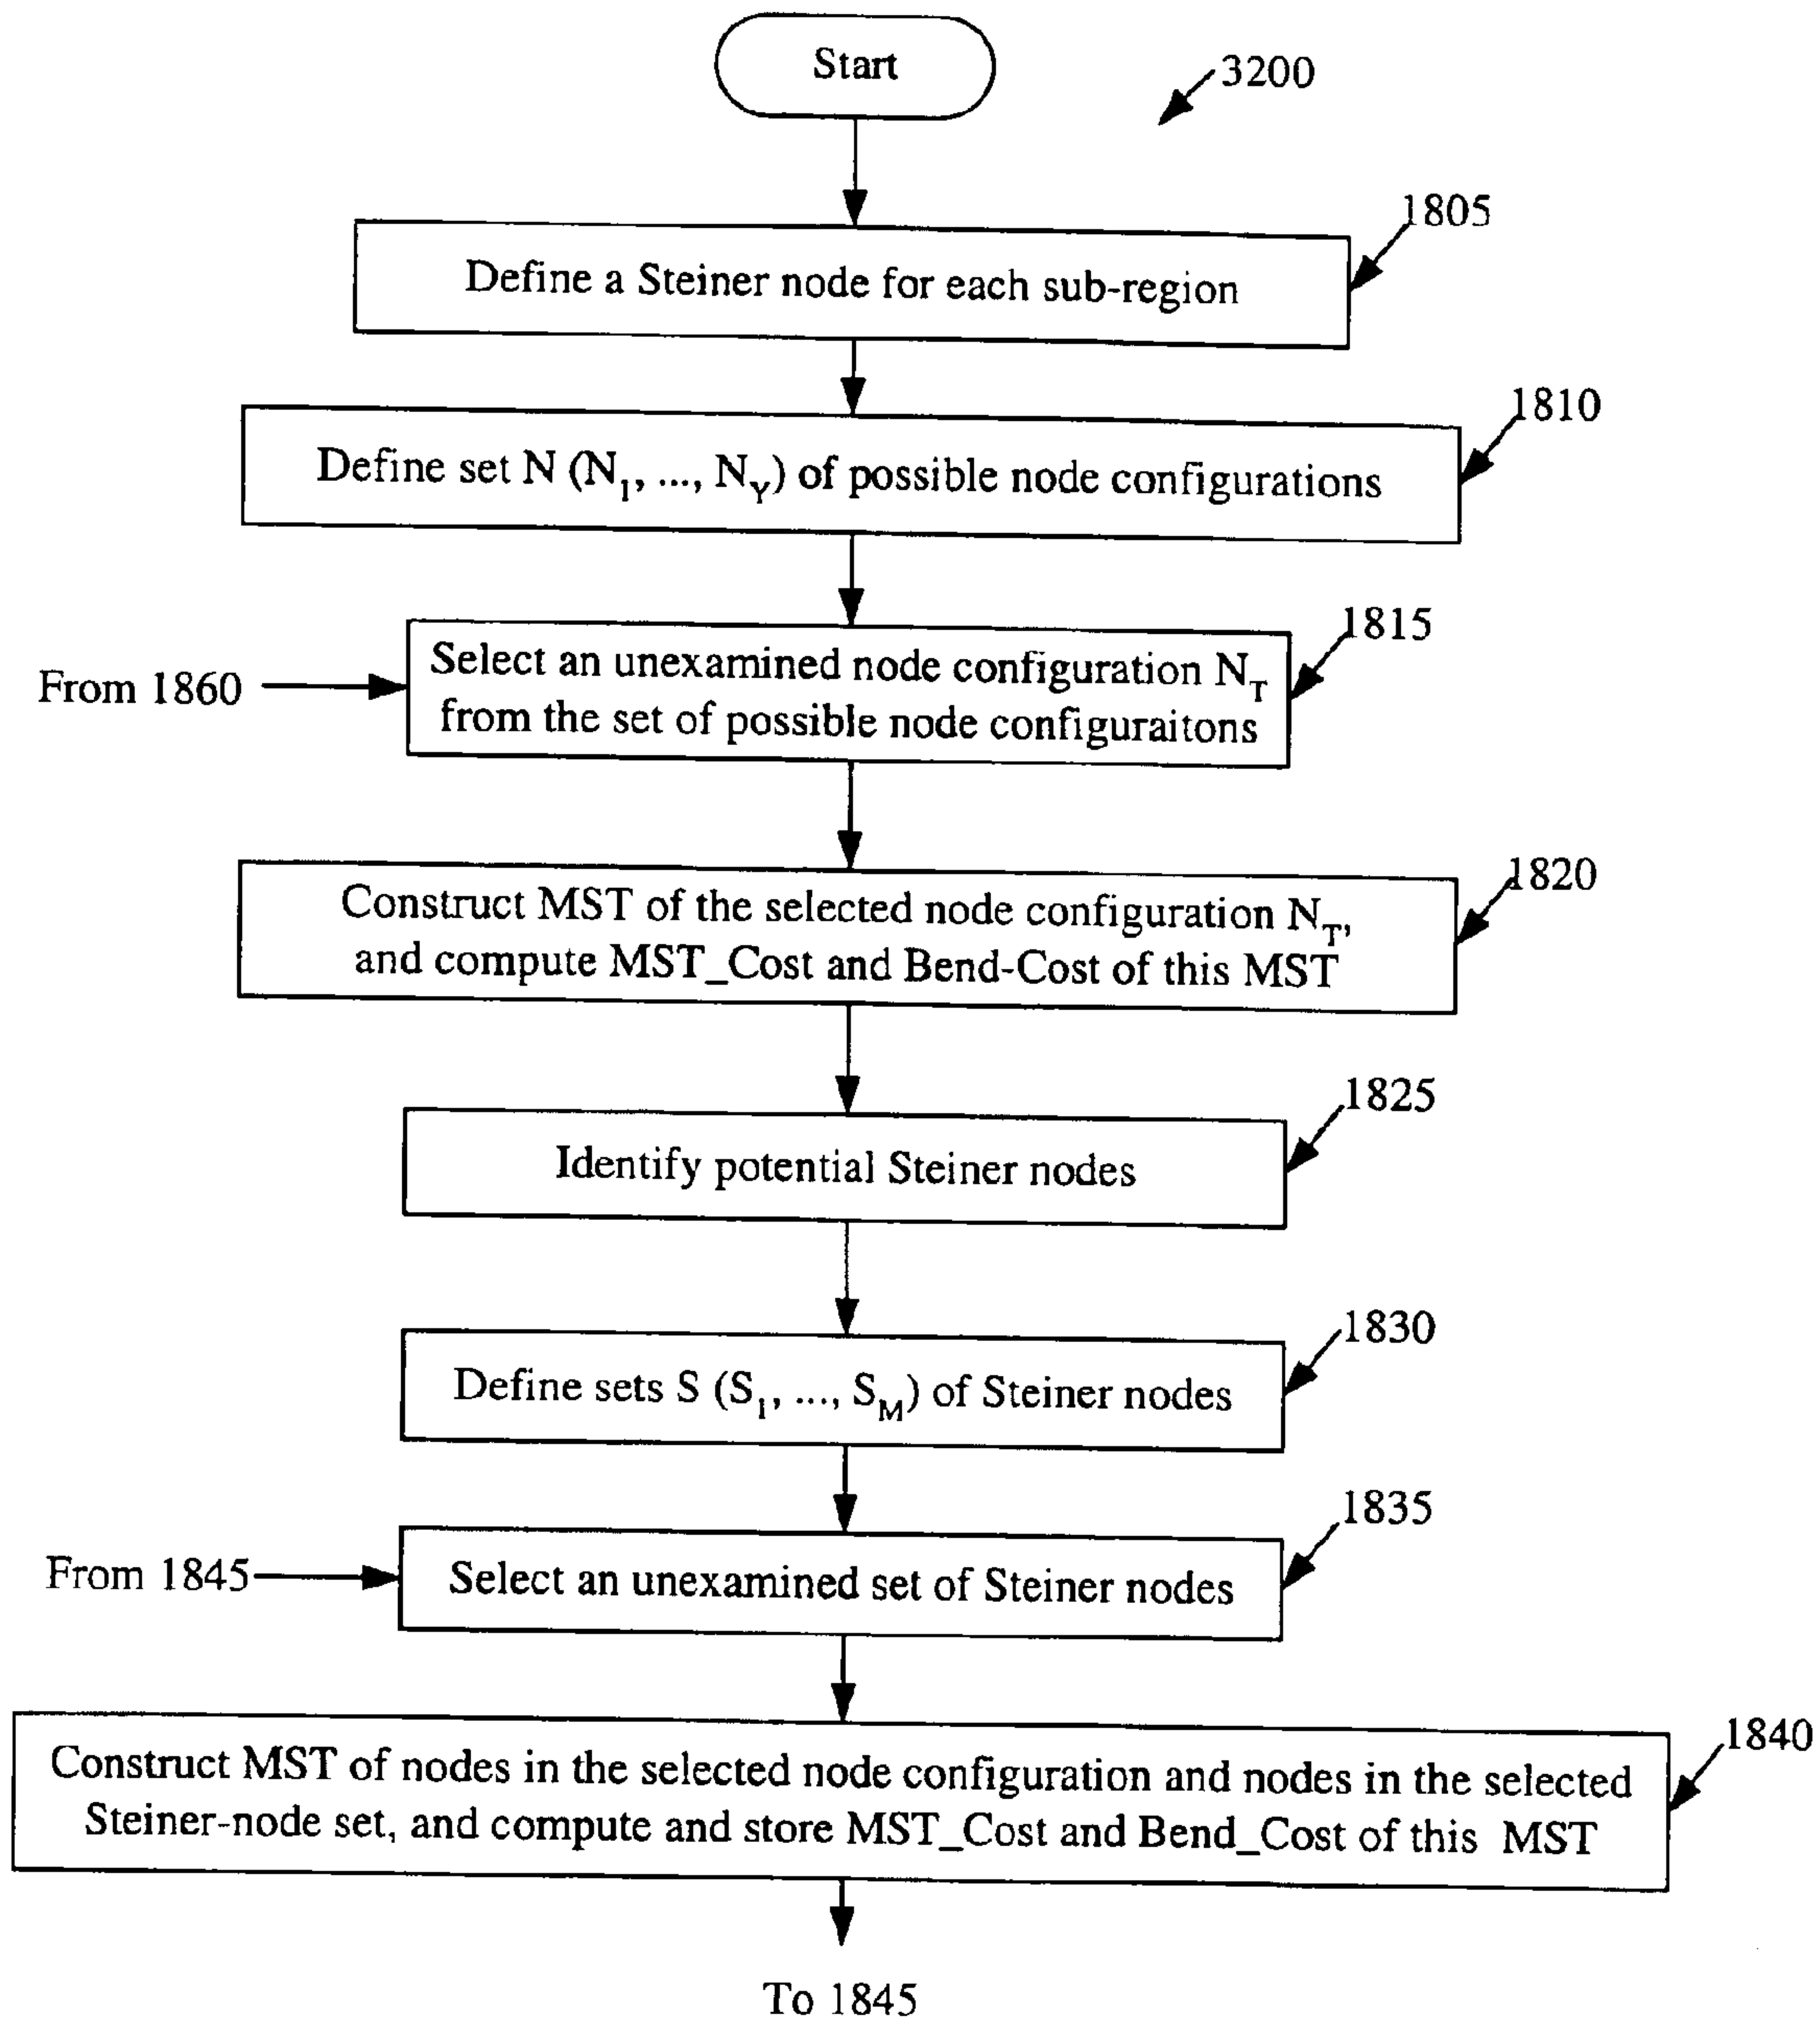 Start
3200
1805
Define a Steiner node for each sub-region
1810
Define set N (N1, ..., NY) of possible node configurations
1815
Select an unexamined node configuration NT
from the set of possible node configuraitons
From 1860
1820
Construct MST of the selected node configuration NT,
and compute MST_Cost and Bend-Cost of this MST
1825
Identify potential Steiner nodes
1830
Define sets S (S1, ..., SM) of Steiner nodes
1835
From 1845
Select an unexamined set of Steiner nodes
1840
Construct MST of nodes in the selected node configuration and nodes in the selected
Steiner-node set, and compute and store MST_Cost and Bend_Cost of this MST
To 1845